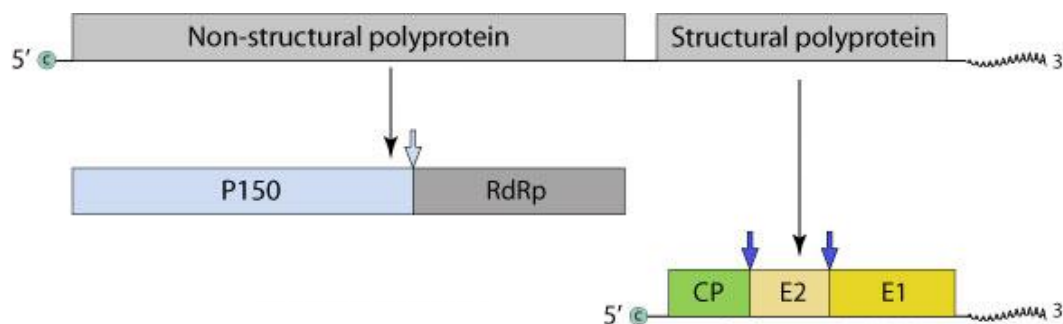 Non-structural polyprotein Structural polyprotein
5′ C 3
P150 RdRp
CP E2 E1
5′ C 3